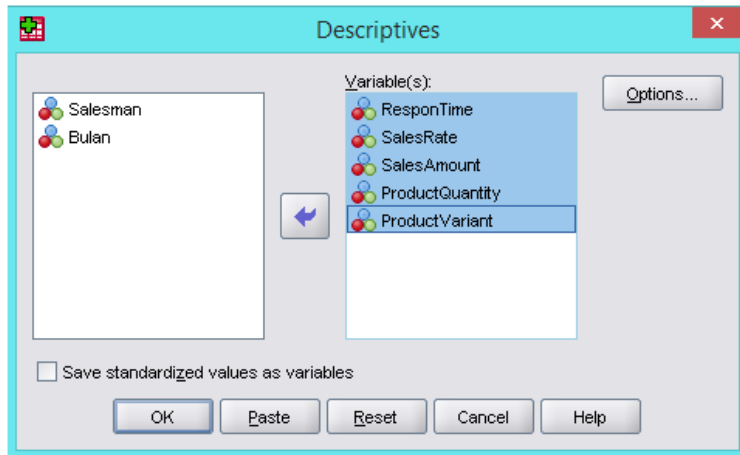 Descriptives
Variable(s):
Salesman
Bulan
ResponTime
SalesRate
SalesAmount
ProductQuantity
ProductVariant
Options...
Save standardized values as variables
OK
Paste
Reset
Cancel
Help